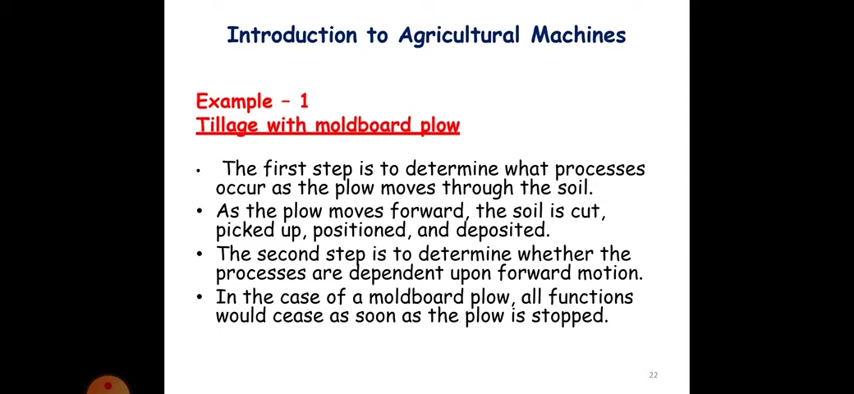 Introduction to Agricultural Machines
Example – 1
Tillage with moldboard plow
• The first step is to determine what processes
occur as the plow moves through the soil.
• As the plow moves forward, the soil is cut,
picked up, positioned, and deposited.
• The second step is to determine whether the
processes are dependent upon forward motion.
• In the case of a moldboard plow, all functions
would cease as soon as the plow is stopped.
22